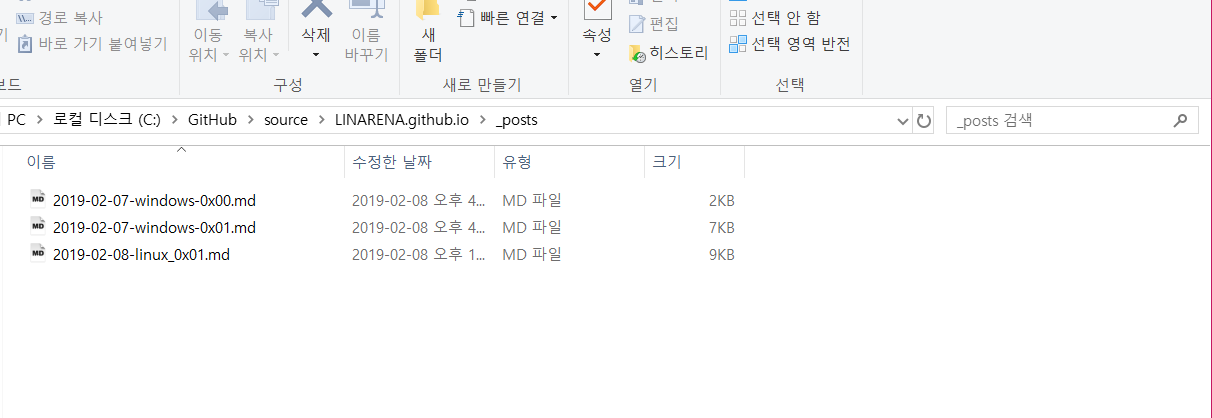 경로 복사
바로 가기 붙여넣기
이동 위치
복사 위치
삭제
이름 바꾸기
구성
새 폴더
빠른 연결
새로 만들기
속성
편집
히스토리
열기
선택 안 함
선택 영역 반전
선택
PC > 로컬 디스크 (C:) > GitHub > source > LINARENA.github.io > _posts
_posts 검색
이름 수정한 날짜 유형 크기
2019-02-07-windows-0x00.md 2019-02-08 오후 4... MD 파일 2KB
2019-02-07-windows-0x01.md 2019-02-08 오후 4... MD 파일 7KB
2019-02-08-linux_0x01.md 2019-02-08 오후 1... MD 파일 9KB